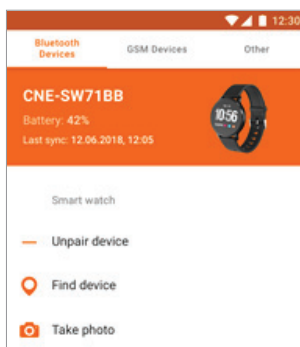 12:30
Bluetooth
Devices
GSM Devices
Other
CNE-SW71BB
Battery: 42%
Last sync: 12.06.2018, 12:05
10:56
Smart watch
Unpair device
Find device
Take photo